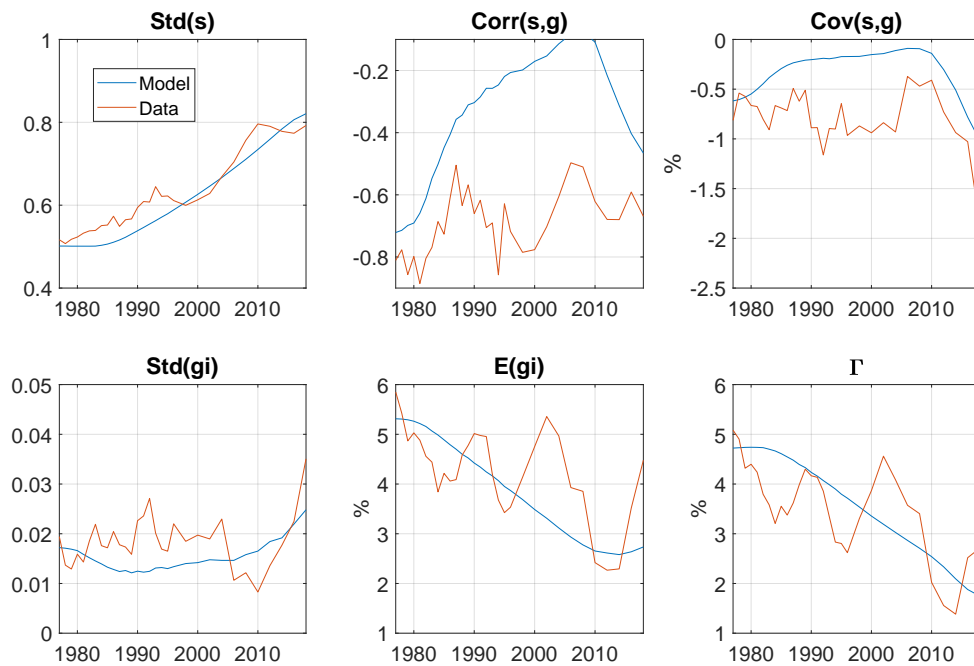 Std(s)
1
0.8
0.6
0.4
1980 1990 2000 2010
Model
Data
Corr(s,g)
-0.2
-0.4
-0.6
-0.8
1980 1990 2000 2010
Cov(s,g)
%
0
-0.5
-1
-1.5
-2
-2.5
1980 1990 2000 2010
Std(gi)
0.05
0.04
0.03
0.02
0.01
0
1980 1990 2000 2010
E(gi)
%
6
5
4
3
2
1
1980 1990 2000 2010
Γ
%
6
5
4
3
2
1
1980 1990 2000 2010